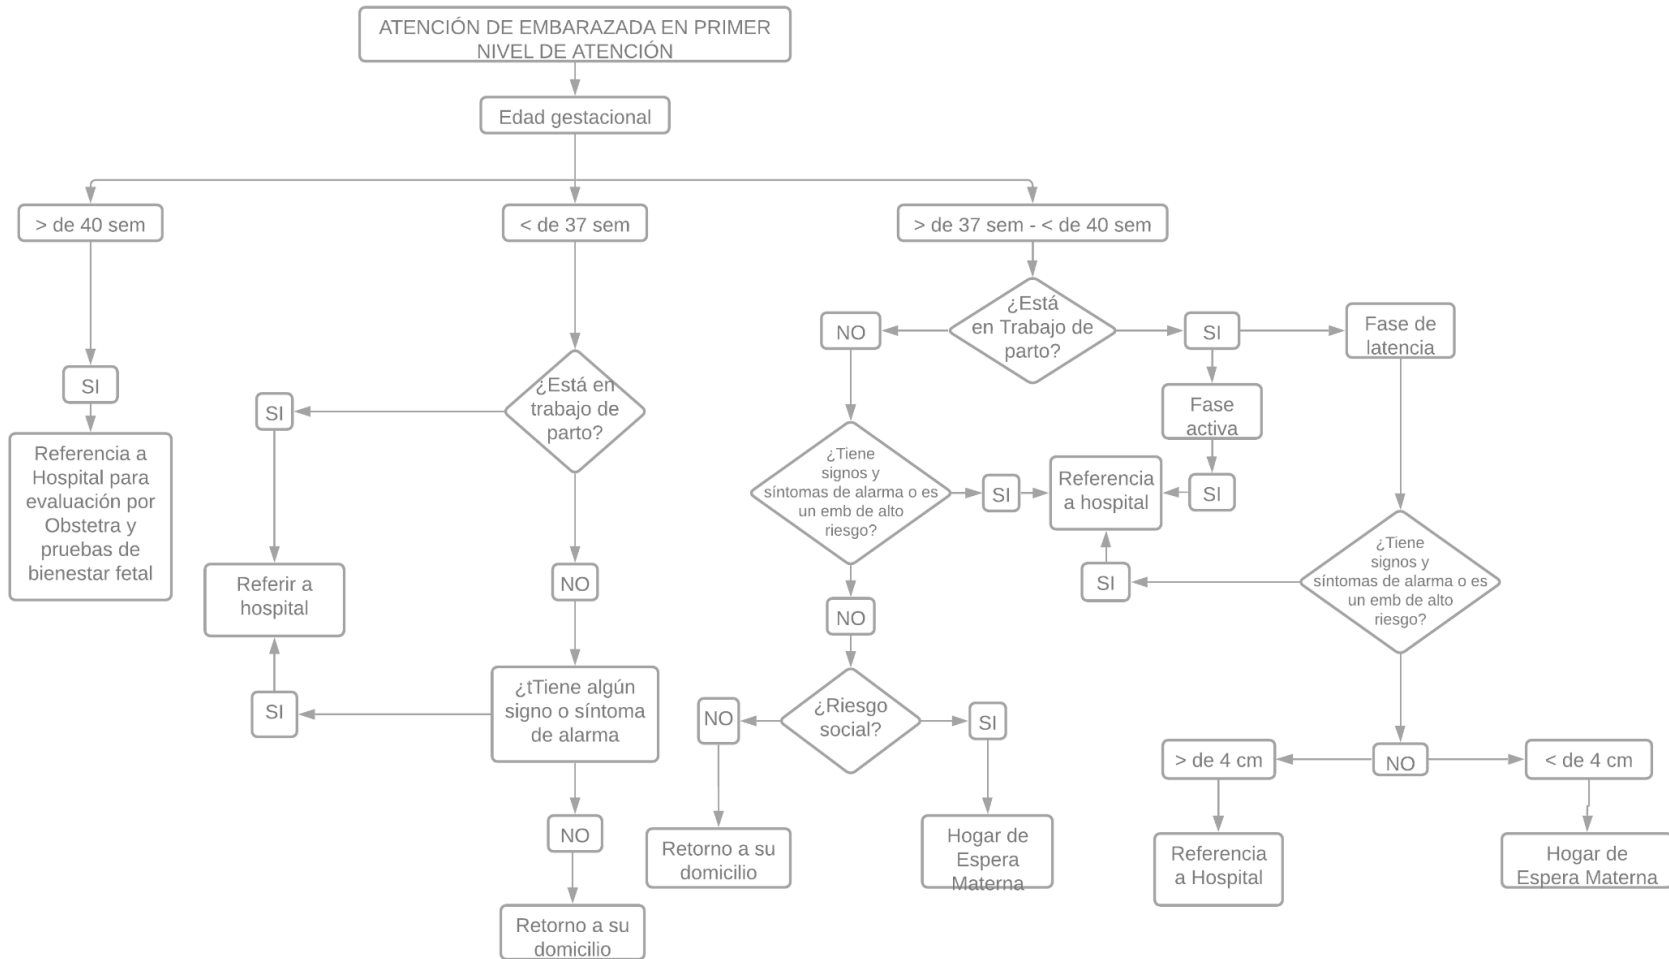 ATENCIÓN DE EMBARAZADA EN PRIMER
NIVEL DE ATENCIÓN
Edad gestacional
> de 40 sem
< de 37 sem
> de 37 sem - < de 40 sem
SI
Referencia a
Hospital para
evaluación por
Obstetra y
pruebas de
bienestar fetal
¿Está en
trabajo de
parto?
SI
Referir a
hospital
NO
¿tTiene algún
signo o síntoma
de alarma
SI
NO
Retorno a su
domicilio
¿Está
en Trabajo de
parto?
NO
SI
Fase de
latencia
Fase
activa
SI
¿Tiene
signos y
síntomas de alarma o es
un emb de alto
riesgo?
SI
Referencia
a hospital
NO
¿Riesgo
social?
NO
SI
Retorno a su
domicilio
Hogar de
Espera
Materna
¿Tiene
signos y
síntomas de alarma o es
un emb de alto
riesgo?
SI
NO
> de 4 cm
< de 4 cm
Referencia
a Hospital
Hogar de
Espera Materna